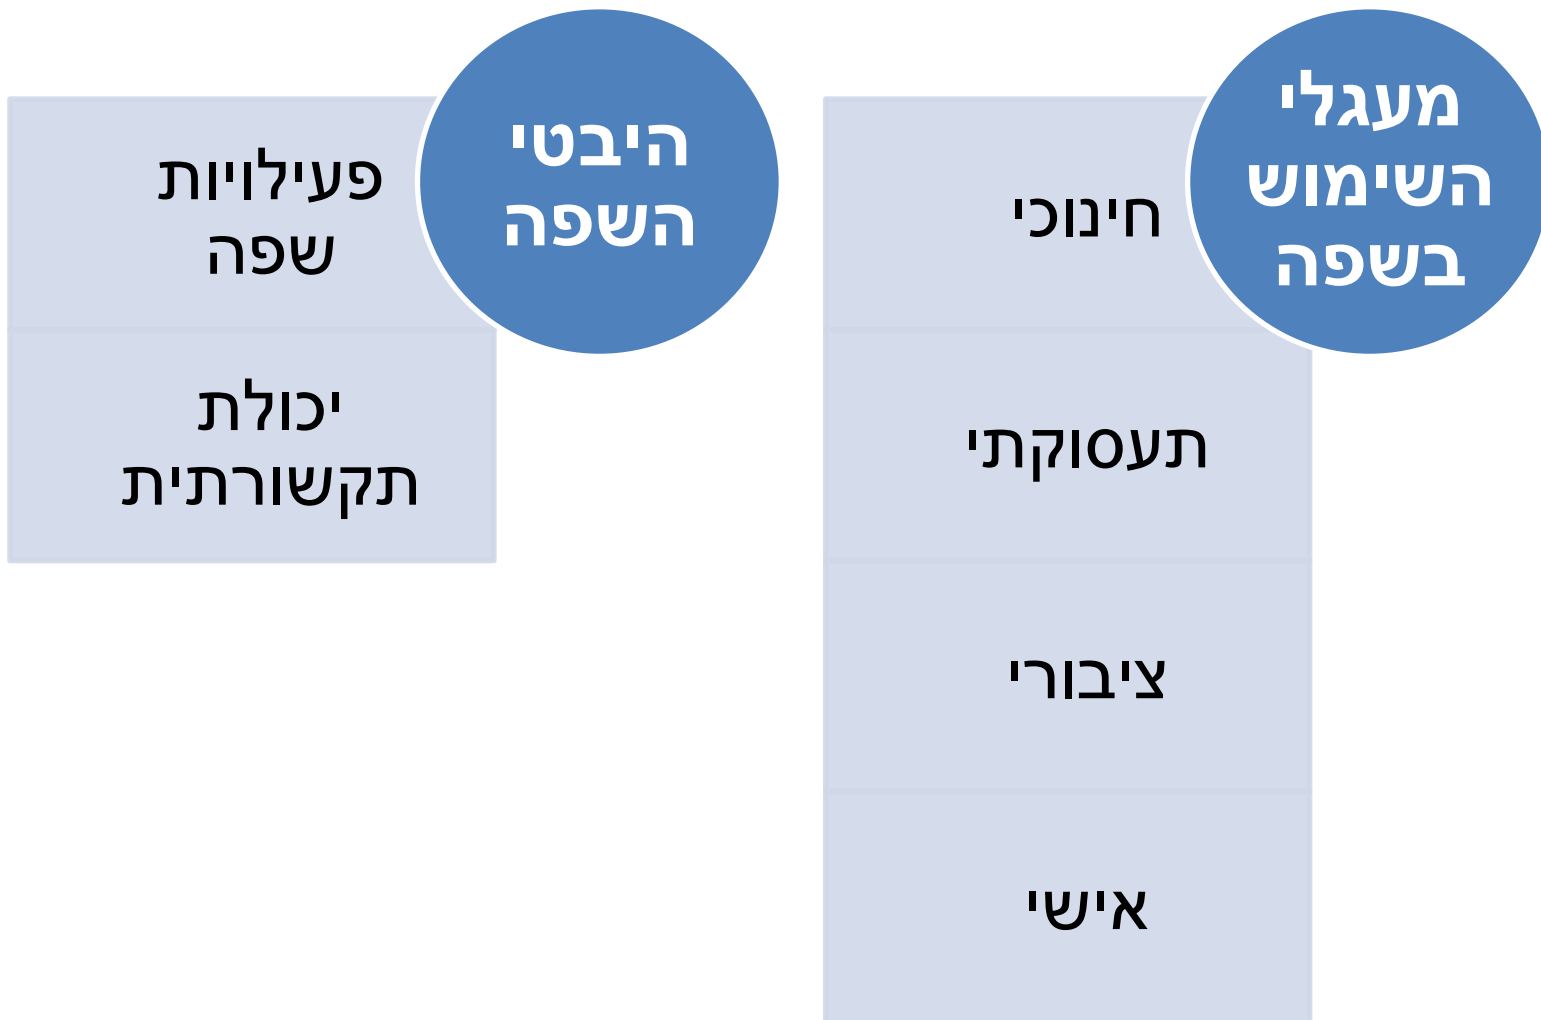 מעגלי
השימוש
בשפה
חינוכי
תעסוקתי
ציבורי
אישי
היבטי
השפה
פעילויות
שפה
יכולת
תקשורתית